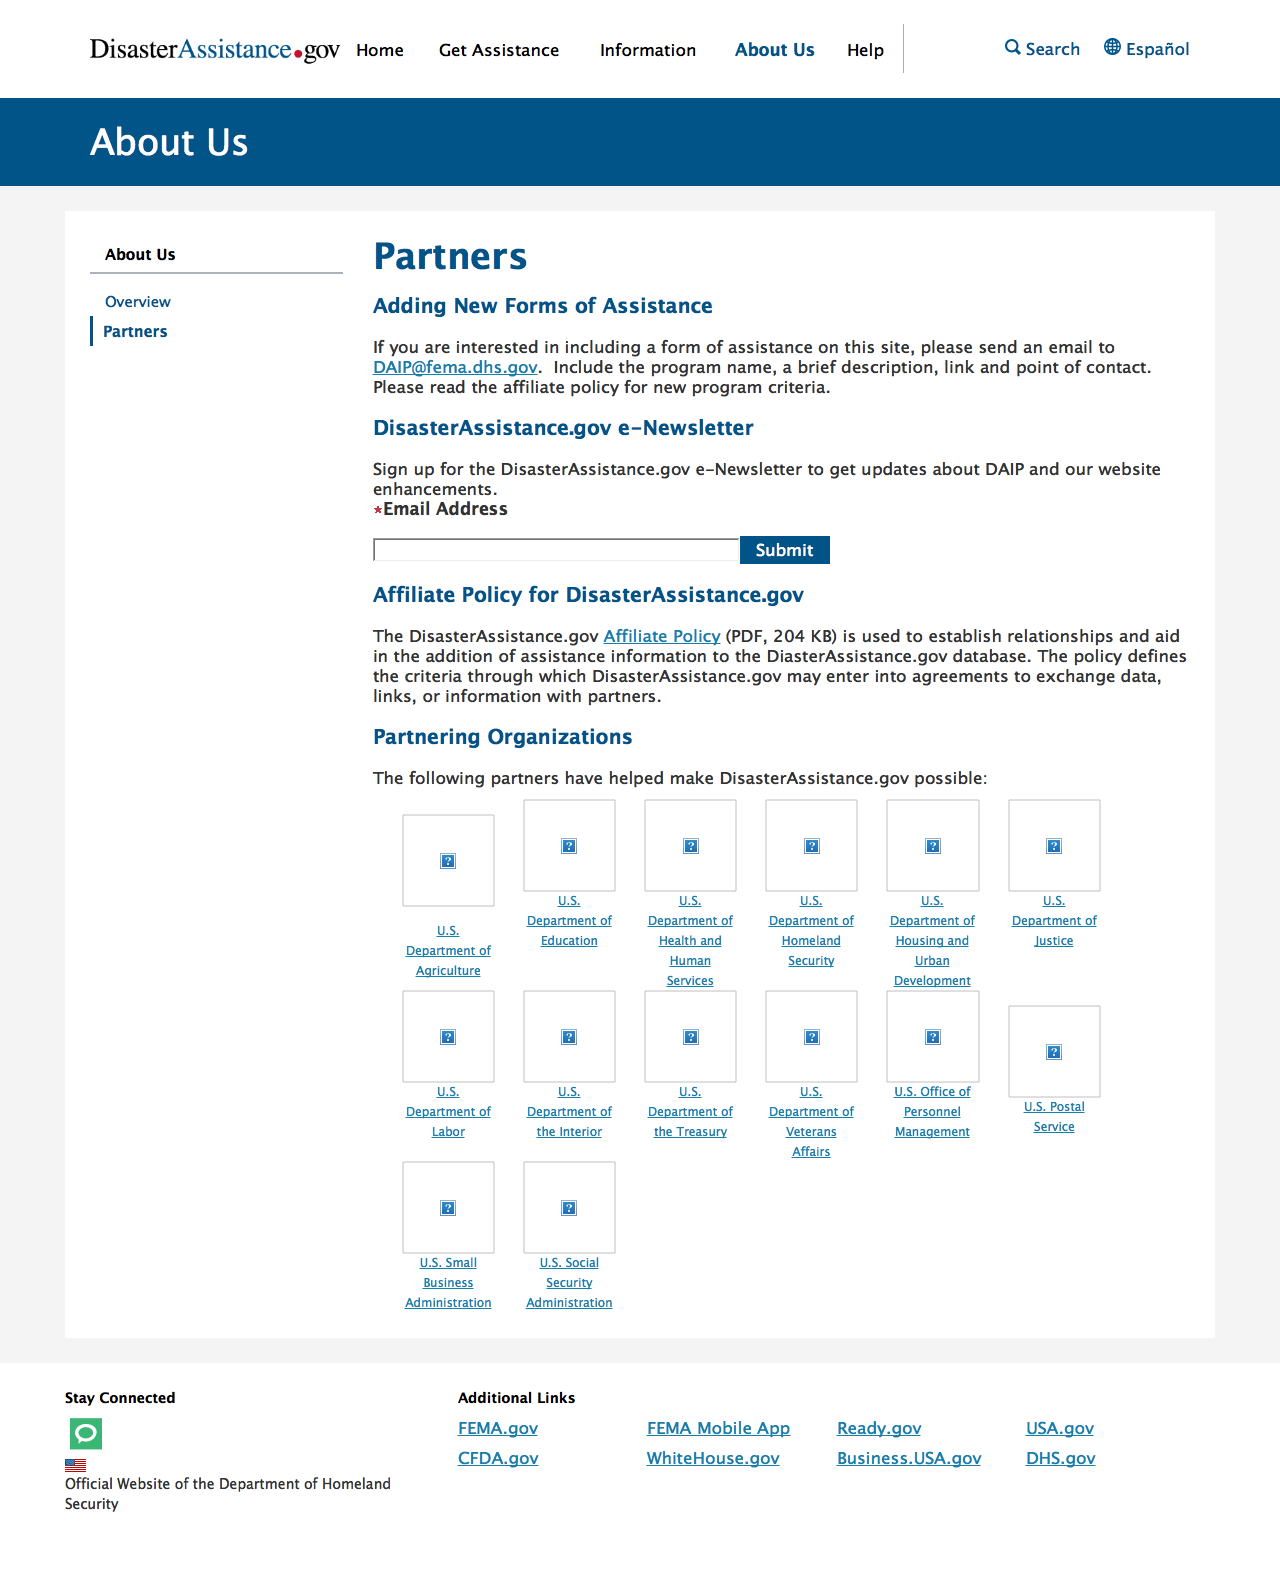 DisasterAssistance.gov Home Get Assistance Information About Us Help Search Español
About Us
About Us
Overview
Partners
Partners
Adding New Forms of Assistance
If you are interested in including a form of assistance on this site, please send an email to
DAIP@fema.dhs.gov.  Include the program name, a brief description, link and point of contact.
Please read the affiliate policy for new program criteria.
DisasterAssistance.gov e-Newsletter
Sign up for the DisasterAssistance.gov e-Newsletter to get updates about DAIP and our website
enhancements.
*Email Address
Submit
Affiliate Policy for DisasterAssistance.gov
The DisasterAssistance.gov Affiliate Policy (PDF, 204 KB) is used to establish relationships and aid
in the addition of assistance information to the DiasterAssistance.gov database. The policy defines
the criteria through which DisasterAssistance.gov may enter into agreements to exchange data,
links, or information with partners.
Partnering Organizations
The following partners have helped make DisasterAssistance.gov possible:
U.S.
Department of
Agriculture
U.S.
Department of
Education
U.S.
Department of
Health and
Human
Services
U.S.
Department of
Homeland
Security
U.S.
Department of
Housing and
Urban
Development
U.S.
Department of
Justice
U.S.
Department of
Labor
U.S.
Department of
the Interior
U.S.
Department of
the Treasury
U.S.
Department of
Veterans
Affairs
U.S. Office of
Personnel
Management
U.S. Postal
Service
U.S. Small
Business
Administration
U.S. Social
Security
Administration
Stay Connected
Official Website of the Department of Homeland
Security
Additional Links
FEMA.gov FEMA Mobile App Ready.gov USA.gov
CFDA.gov WhiteHouse.gov Business.USA.gov DHS.gov